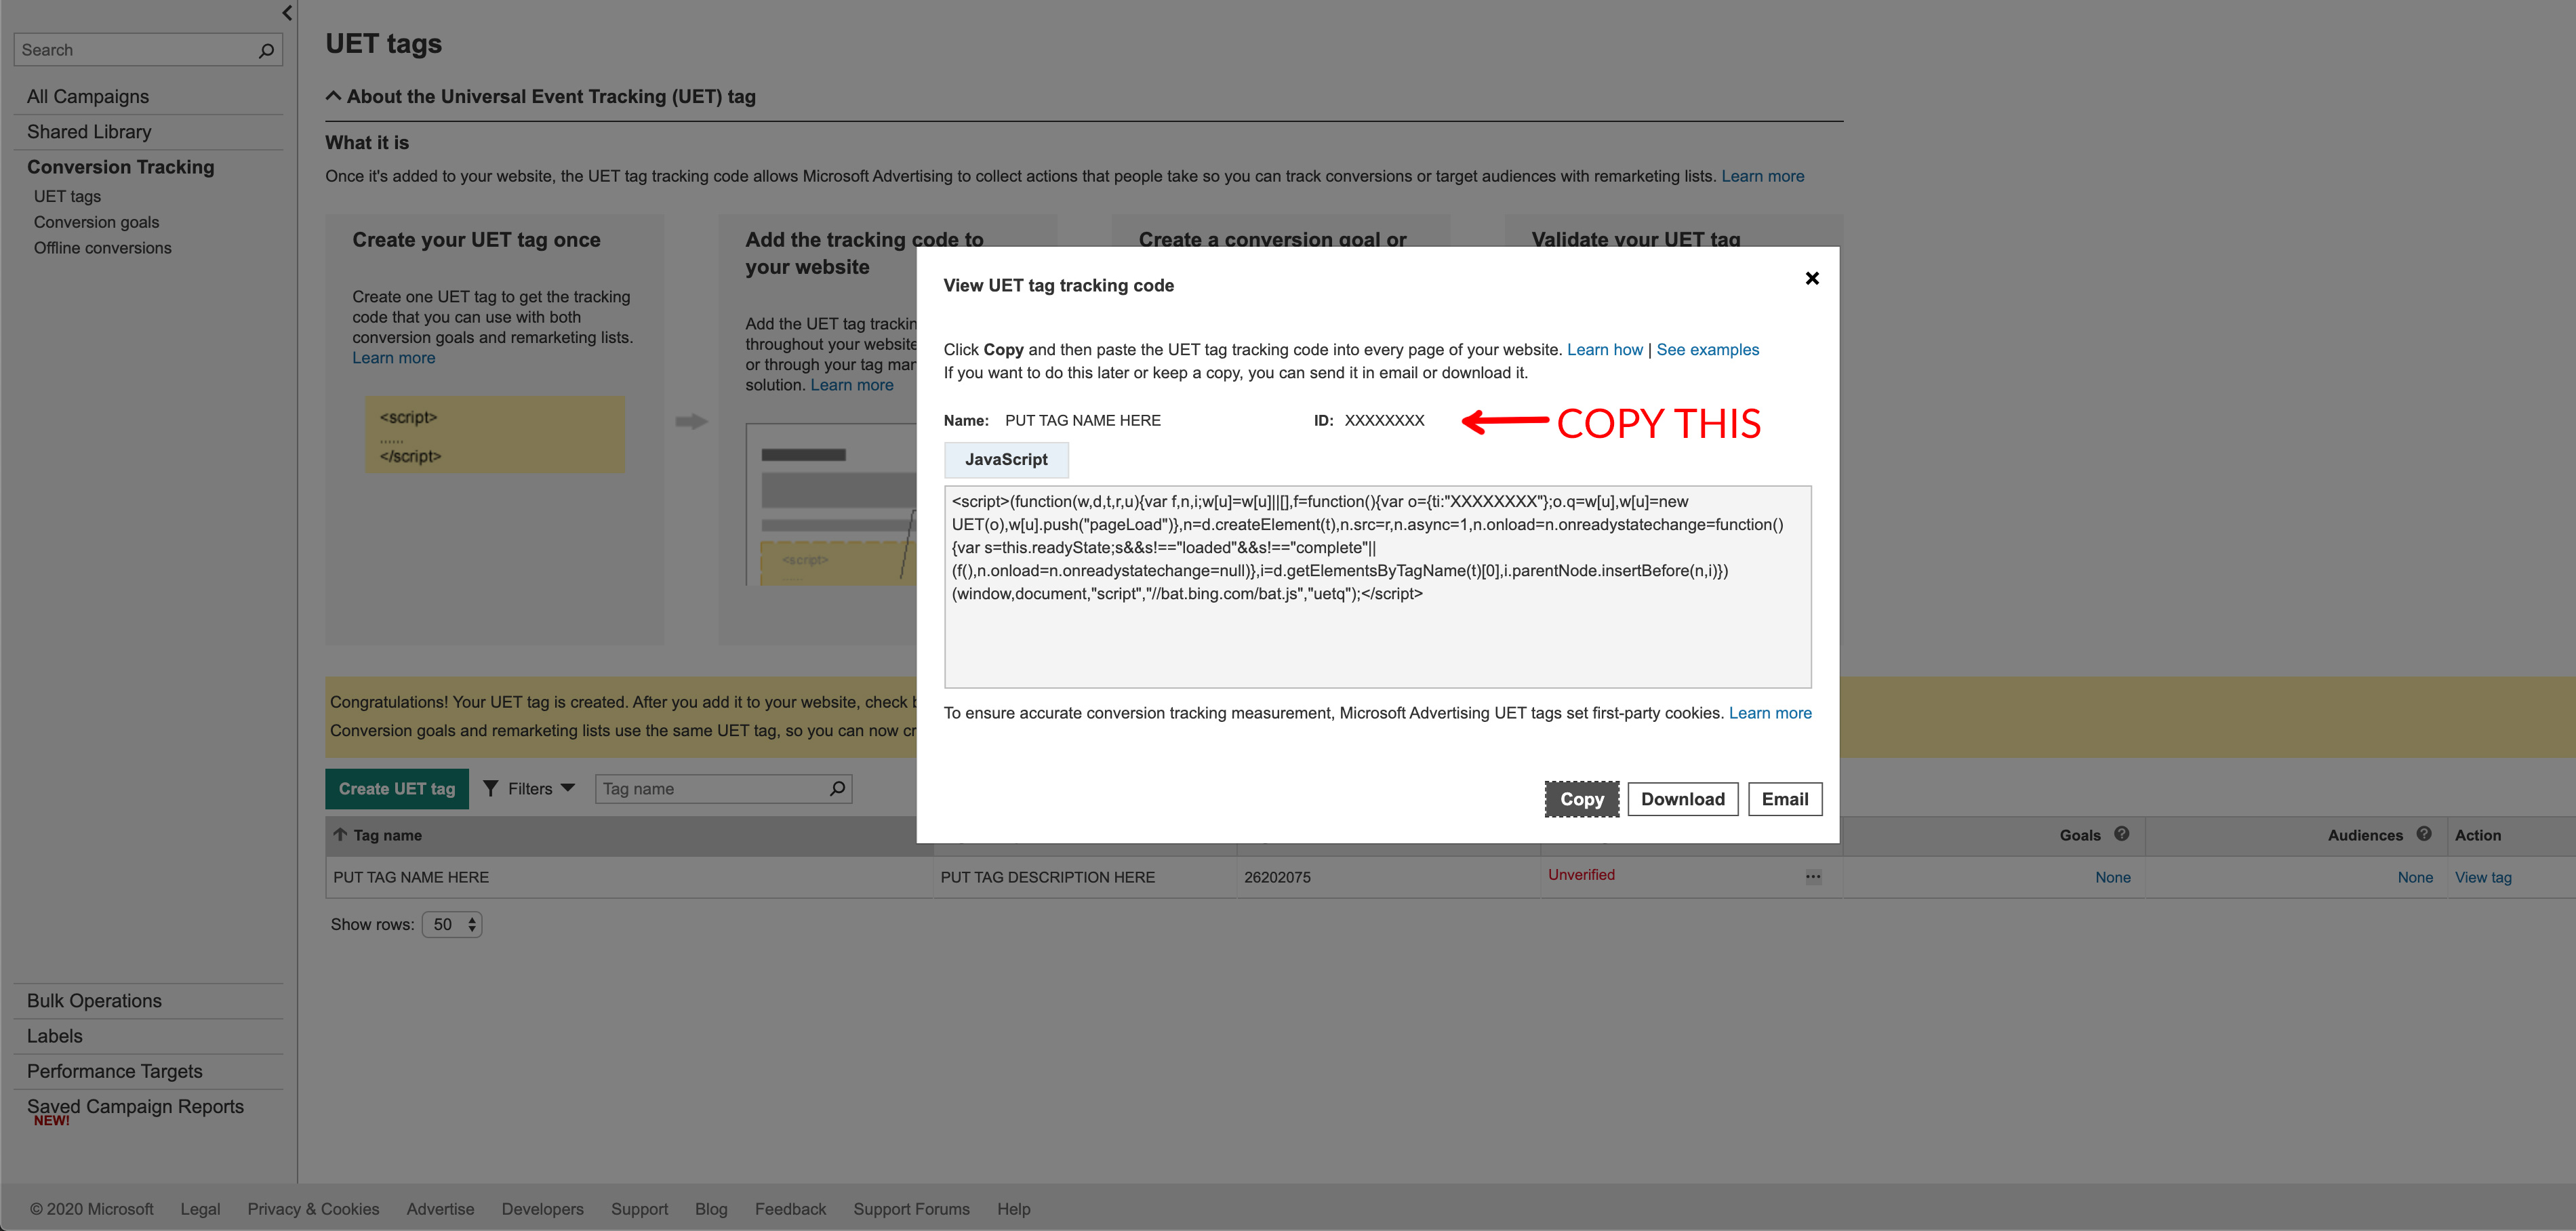 Search
All Campaigns
Shared Library
Conversion Tracking
UET tags
Conversion goals
Offline conversions
Bulk Operations
Labels
Performance Targets
Saved Campaign Reports
NEW!
UET tags
About the Universal Event Tracking (UET) tag
What it is
Once it's added to your website, the UET tag tracking code allows Microsoft Advertising to collect actions that people take so you can track conversions or target audiences with remarketing lists. Learn more
Create your UET tag once
Create one UET tag to get the tracking
code that you can use with both
conversion goals and remarketing lists.
Learn more
<script>
......
</script>
Add the tracking code to
your website
Add the UET tag
throughout your website
or through your tag
solution. Learn more
<script>
Create a conversion goal or
Validate your UET tag
View UET tag tracking code
Click Copy and then paste the UET tag tracking code into every page of your website. Learn how | See examples
If you want to do this later or keep a copy, you can send it in email or download it.
Name: PUT TAG NAME HERE ID: XXXXXXXX
COPY THIS
JavaScript
<script>(function(w,d,t,r,u){var f,n,i;w[u]=w[u]||[],f=function(){var o={ti:"XXXXXXXX"};o.q=w[u],w[u]=new
UET(o),w[u].push("pageLoad")},n=d.createElement(t),n.src=r,n.async=1,n.onload=n.onreadystatechange=function()
{var s=this.readyState;s&&s!=="loaded"&&s!=="complete"||
(f(),n.onload=n.onreadystatechange=null)},i=d.getElementsByTagName(t)[0],i.parentNode.insertBefore(n,i)})
(window,document,"script","//bat.bing.com/bat.js","uetq");</script>
To ensure accurate conversion tracking measurement, Microsoft Advertising UET tags set first-party cookies. Learn more
Copy Download Email
Congratulations! Your UET tag is created. After you add it to your website, check
Conversion goals and remarketing lists use the same UET tag, so you can now
Create UET tag Filters Tag name
Tag name Goals Audiences Action
PUT TAG NAME HERE PUT TAG DESCRIPTION HERE 26202075 Unverified ... None None View tag
Show rows: 50
© 2020 Microsoft Legal Privacy & Cookies Advertise Developers Support Blog Feedback Support Forums Help